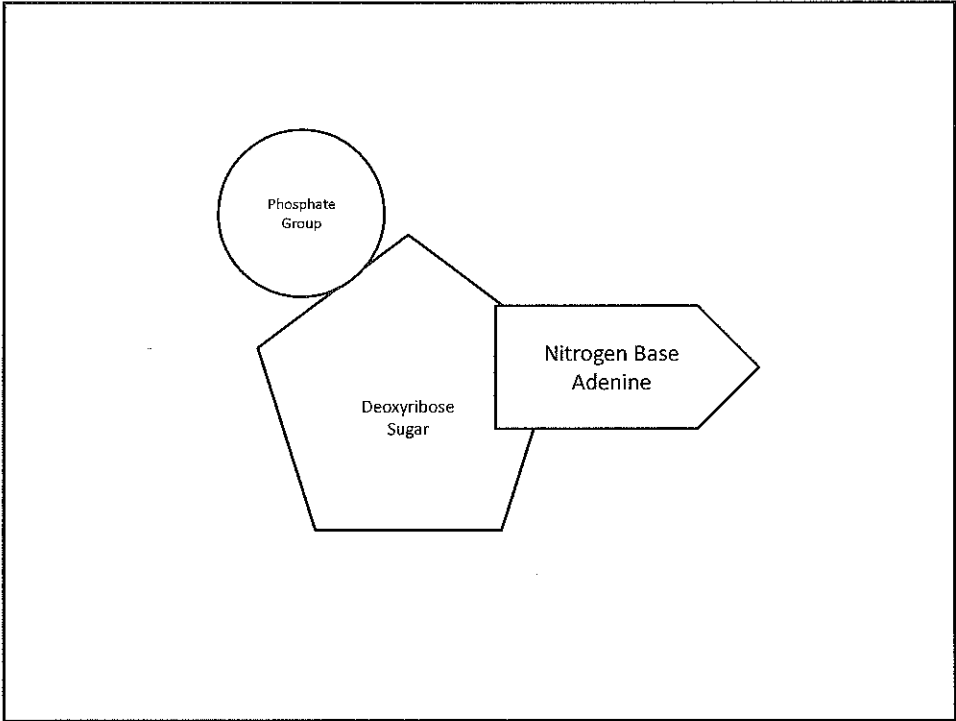 Phosphate
Group
Nitrogen Base
Adenine
Deoxyribose
Sugar